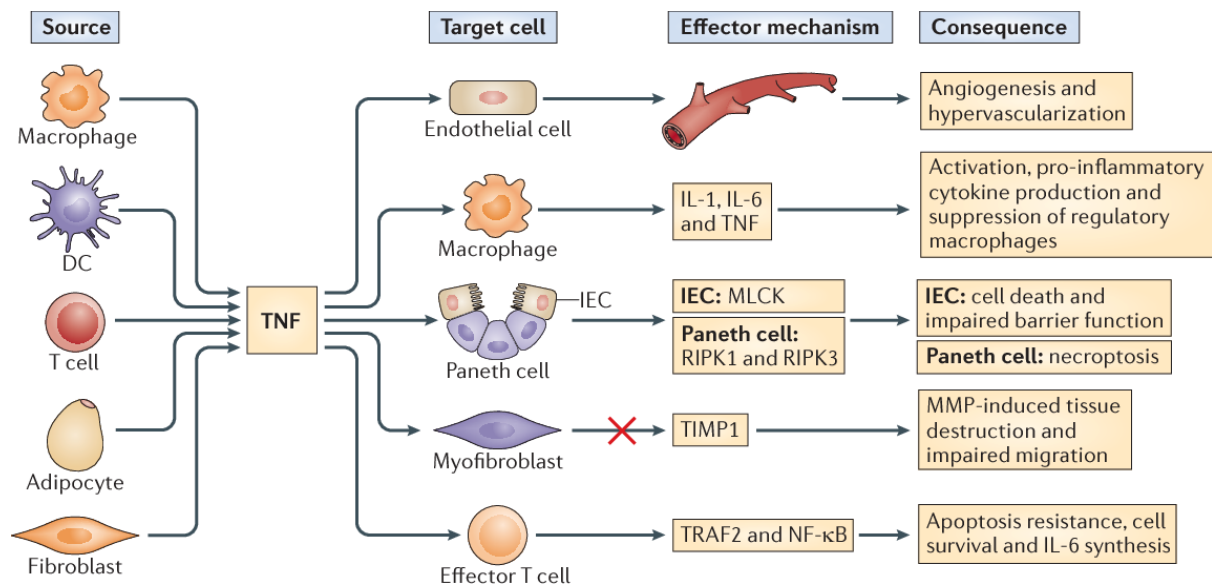 Source
Target cell
Effector mechanism
Consequence
Macrophage
DC
T cell
Adipocyte
Fibroblast
TNF
Endothelial cell
Angiogenesis and
hypervascularization
Macrophage
IL-1, IL-6
and TNF
Activation, pro-inflammatory
cytokine production and
suppression of regulatory
macrophages
IEC
Paneth cell
IEC: MLCK
Paneth cell:
RIPK1 and RIPK3
IEC: cell death and
impaired barrier function
Paneth cell: necroptosis
Myofibroblast
TIMP1
MMP-induced tissue
destruction and
impaired migration
Effector T cell
TRAF2 and NF-κB
Apoptosis resistance, cell
survival and IL-6 synthesis